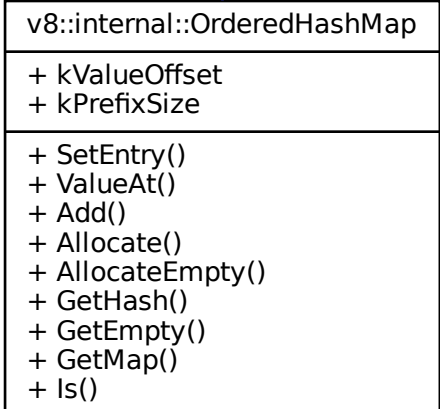 v8::internal::OrderedHashMap
+ kValueOffset
+ kPrefixSize
+ SetEntry()
+ ValueAt()
+ Add()
+ Allocate()
+ AllocateEmpty()
+ GetHash()
+ GetEmpty()
+ GetMap()
+ Is()